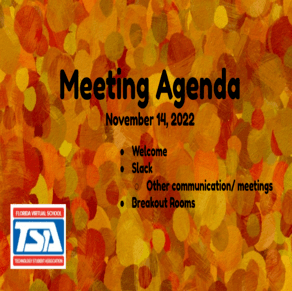 Meeting Agenda
November 14, 2022
● Welcome
● Slack
○ Other communication/ meetings
● Breakout Rooms
FLORIDA VIRTUAL SCHOOL
TSA
TECHNOLOGY STUDENT ASSOCIATION